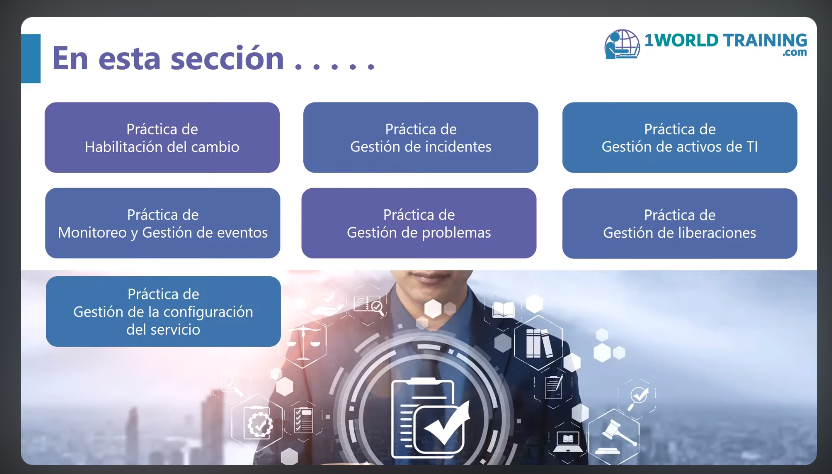 En esta sección . . . . .
1WORLD TRAINING
.com
Práctica de
Habilitación del cambio
Práctica de
Gestión de incidentes
Práctica de
Gestión de activos de TI
Práctica de
Monitoreo y Gestión de eventos
Práctica de
Gestión de problemas
Práctica de
Gestión de liberaciones
Práctica de
Gestión de la configuración
del servicio